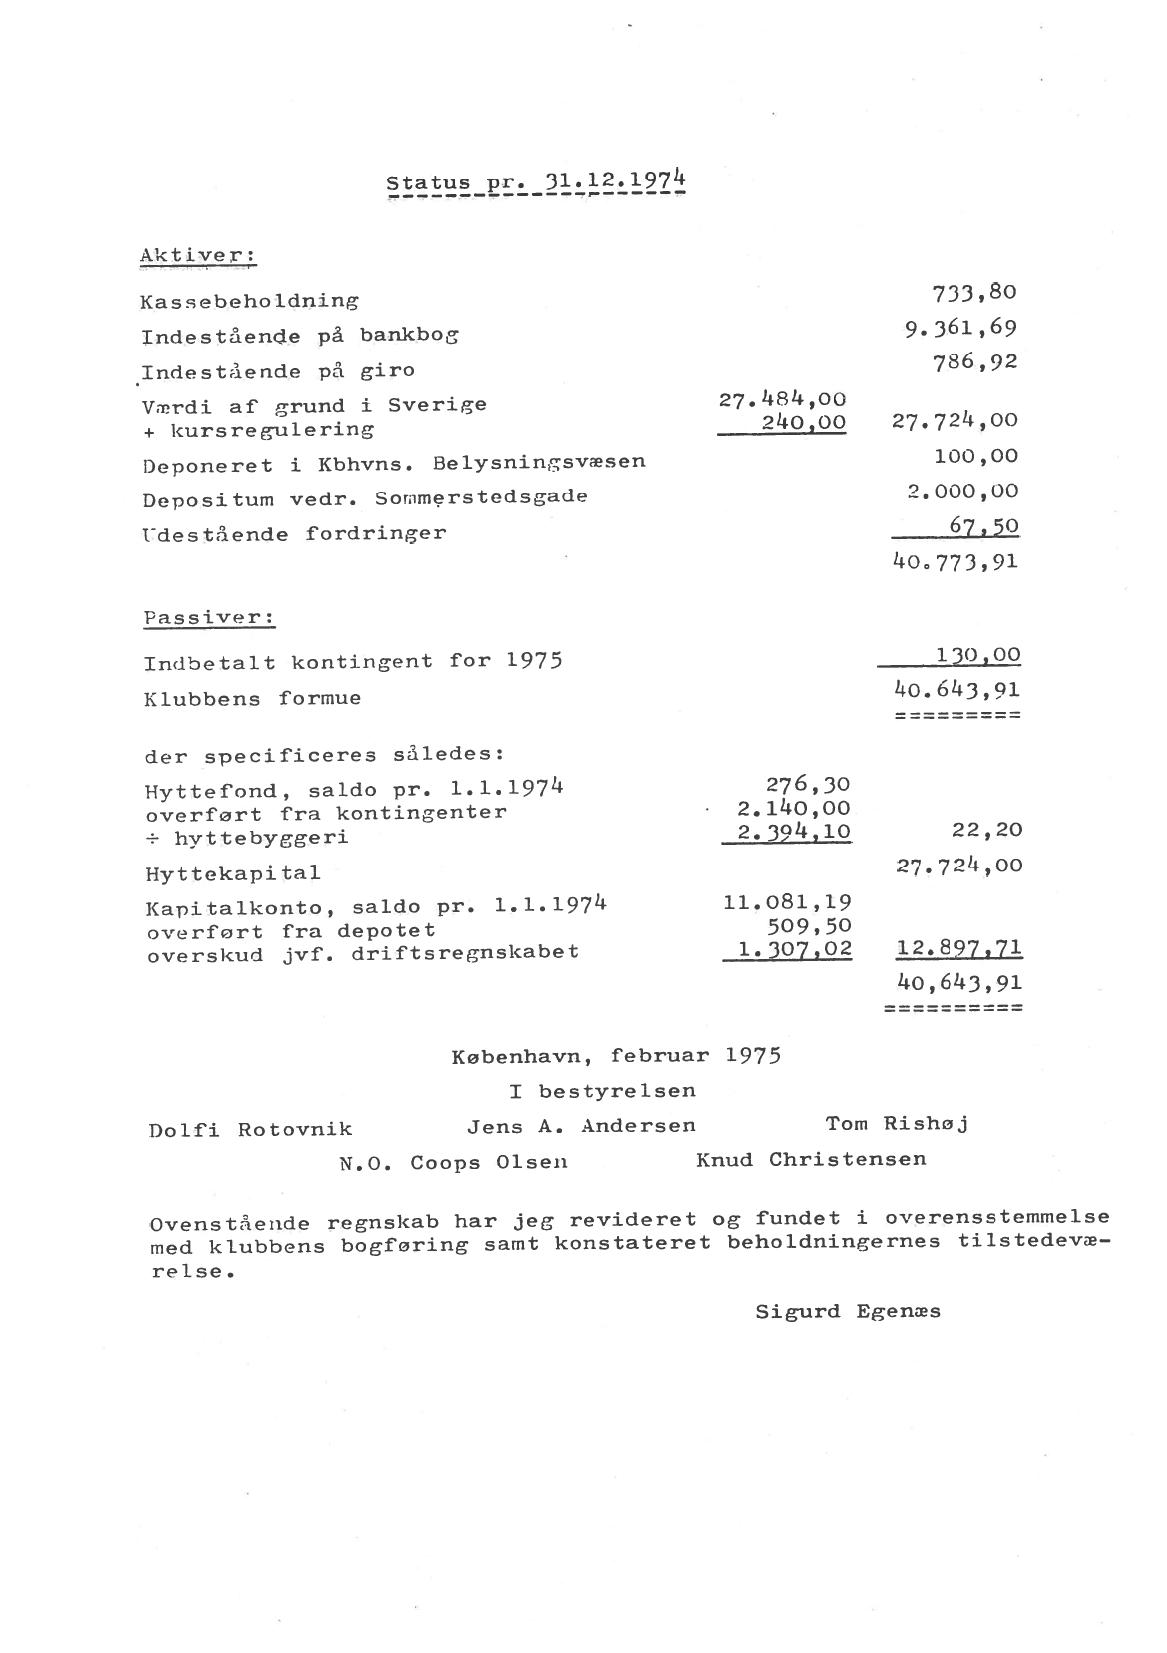 Status pr. 31.12.1974
Aktiver:
Kassebeholdning 733,80
Indestående på bankbog 9.361,69
Indestående på giro 786,92
Værdi af grund i Sverige 27.484,00
+ kursregulering 240,00 27.724,00
Deponeret i Kbhvns. Belysningsvæsen 100,00
Depositum vedr. Sommerstedsgade 2.000,00
Udestående fordringer 67,50
40.773,91
Passiver:
Indbetalt kontingent for 1975 130,00
Klubbens formue 40.643,91
=========
der specificeres således:
Hyttefond, saldo pr. 1.1.1974 276,30
overført fra kontingenter 2.140,00
÷ hyttebyggeri 2.394,10 22,20
Hyttekapital 27.724,00
Kapitalkonto, saldo pr. 1.1.1974 11.081,19
overført fra depotet 509,50
overskud jvf. driftsregnskabet 1.307,02 12.897,71
40,643,91
==========
København, februar 1975
I bestyrelsen
Dolfi Rotovnik Jens A. Andersen Tom Rishøj
N.O. Coops Olsen Knud Christensen
Ovenstående regnskab har jeg revideret og fundet i overensstemmelse
med klubbens bogføring samt konstateret beholdningernes tilstedevæ-
relse.
Sigurd Egenæs